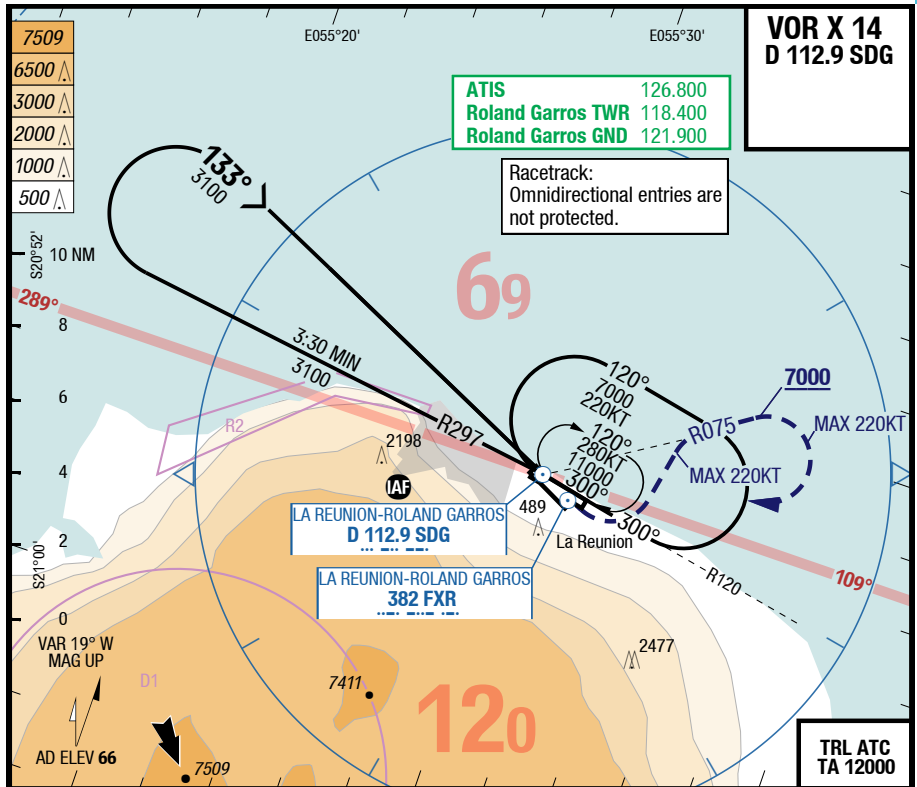 7509
6500
3000
2000
1000
500
E055°20'
E055°30'
VOR X 14
D 112.9 SDG
ATIS 126.800
Roland Garros TWR 118.400
Roland Garros GND 121.900
Racetrack:
Omnidirectional entries are
not protected.
133°
3100
S20°52'
10 NM
8
6
4
2
0
S21°00'
289°
69
3:30 MIN
3100
R297
R2
2198
IAF
120°
7000
220KT
120°
280KT
11000
300°
300°
R075
7000
MAX 220KT
MAX 220KT
LA REUNION-ROLAND GARROS
D 112.9 SDG
489
La Reunion
LA REUNION-ROLAND GARROS
382 FXR
R120
109°
VAR 19° W
MAG UP
D1
2477
7411
120
AD ELEV 66
7509
TRL ATC
TA 12000